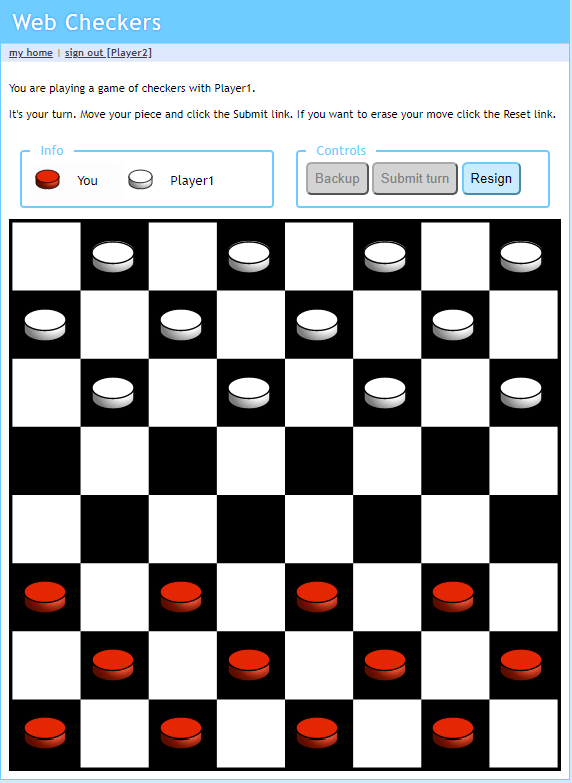 Web Checkers
my home | sign out [Player2]
You are playing a game of checkers with Player1.
It's your turn. Move your piece and click the Submit link. If you want to erase your move click the Reset link.
Info
You
Player1
Controls
Backup
Submit turn
Resign